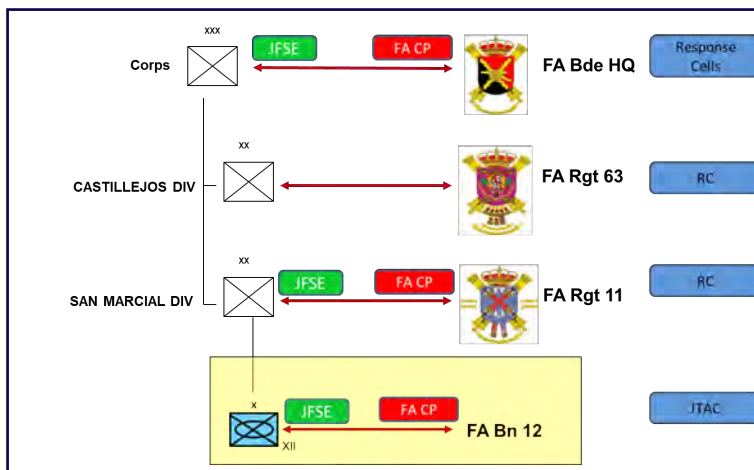 xxx
Corps
JFSE
FA CP
FA Bde HQ
Response
Cells
xx
CASTILLEJOS DIV
FA Rgt 63
RC
xx
SAN MARCIAL DIV
JFSE
FA CP
FA Rgt 11
RC
x
XII
JFSE
FA CP
FA Bn 12
JTAC